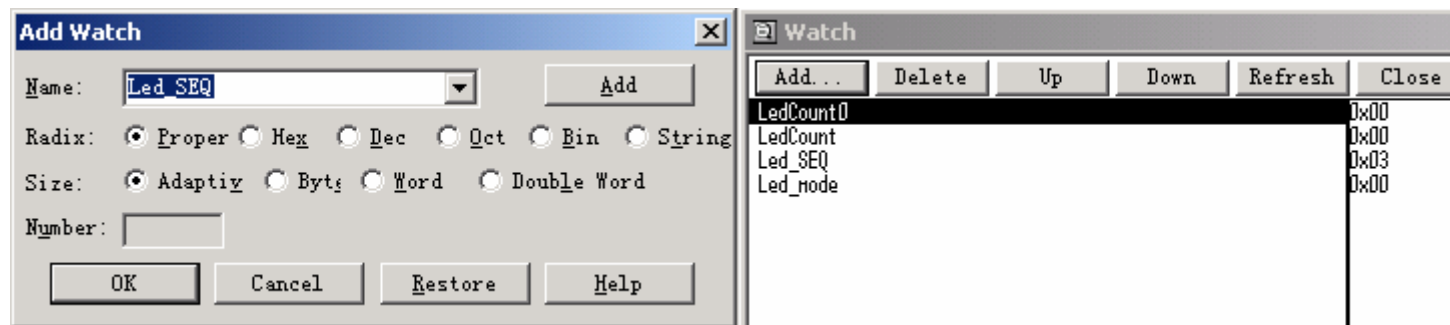 Add Watch
Name: Led_SEQ Add
Radix: Proper Hex Dec Oct Bin String
Size: Adaptiv Byte Word Double Word
Number:
OK Cancel Restore Help
Watch
Add... Delete Up Down Refresh Close
LedCount0 0x00
LedCount 0x00
Led_SEQ 0x03
Led_mode 0x00